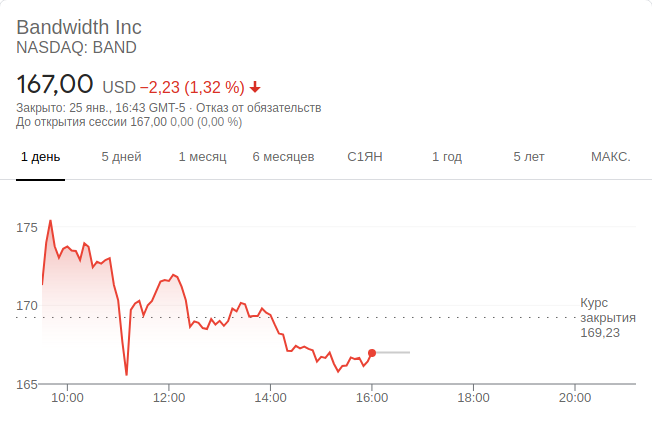 Bandwidth Inc
NASDAQ: BAND
167,00 USD −2,23 (1,32 %)
Закрыто: 25 янв., 16:43 GMT-5 · Отказ от обязательств
До открытия сессии 167,00 0,00 (0,00 %)
1 день 5 дней 1 месяц 6 месяцев С1ЯН 1 год 5 лет МАКС.
175
170
165
Курс
закрытия
169,23
10:00 12:00 14:00 16:00 18:00 20:00